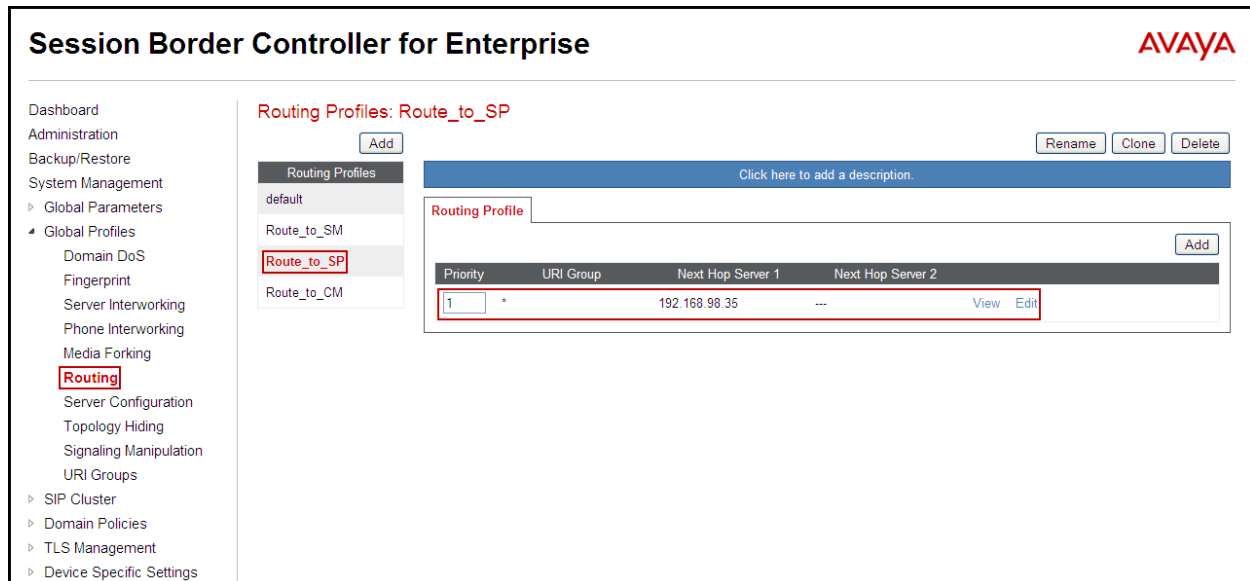 Session Border Controller for Enterprise
AVAYA
Dashboard
Administration
Backup/Restore
System Management
Global Parameters
Global Profiles
Domain DoS
Fingerprint
Server Interworking
Phone Interworking
Media Forking
Routing
Server Configuration
Topology Hiding
Signaling Manipulation
URI Groups
SIP Cluster
Domain Policies
TLS Management
Device Specific Settings
Routing Profiles: Route_to_SP
Add
Rename Clone Delete
Routing Profiles
default
Route_to_SM
Route_to_SP
Route_to_CM
Click here to add a description.
Routing Profile
Add
Priority URI Group Next Hop Server 1 Next Hop Server 2
1 * 192.168.98.35 --- View Edit